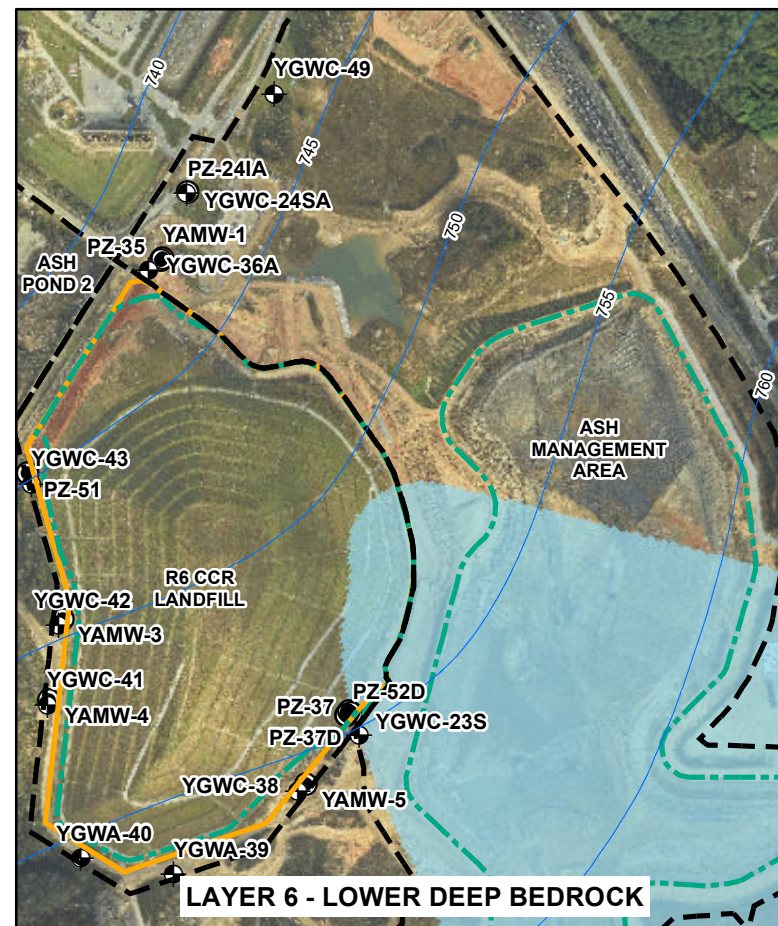 740
YGWC-49
745
PZ-24IA
YGWC-24SA
750
YAMW-1
PZ-35
YGWC-36A
ASH
POND 2
755
760
ASH
MANAGEMENT
AREA
YGWC-43
PZ-51
R6 CCR
LANDFILL
YGWC-42
YAMW-3
YGWC-41
YAMW-4
PZ-52D
PZ-37
YGWC-23S
PZ-37D
YGWC-38
YAMW-5
YGWA-40
YGWA-39
LAYER 6 - LOWER DEEP BEDROCK